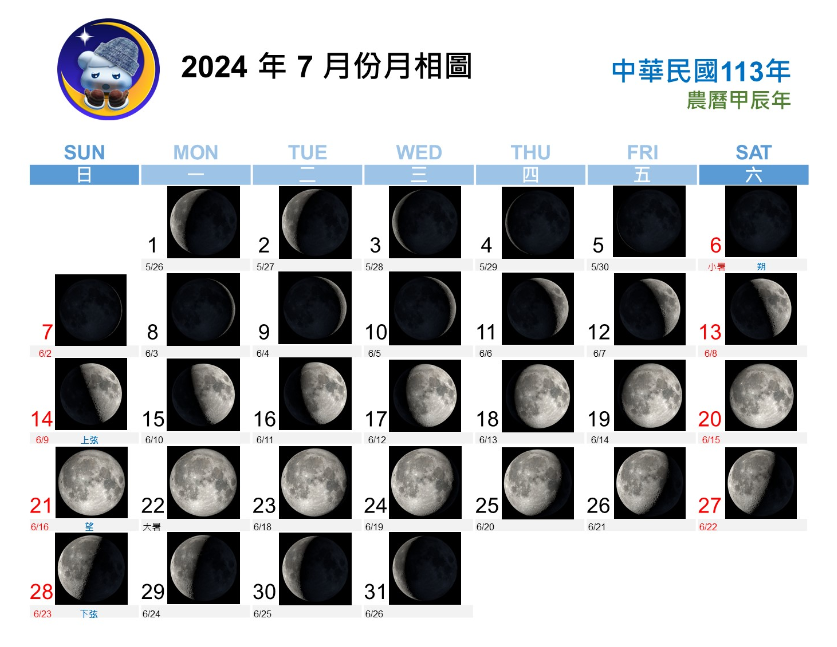 2024 年 7 月份月相圖
中華民國113年
農曆甲辰年
SUN MON TUE WED THU FRI SAT
日 一 二 三 四 五 六
1 2 3 4 5 6
5/26 5/27 5/28 5/29 5/30 小暑 朔
7 8 9 10 11 12 13
6/2 6/3 6/4 6/5 6/6 6/7 6/8
14 15 16 17 18 19 20
6/9 上弦 6/10 6/11 6/12 6/13 6/14 6/15
21 22 23 24 25 26 27
6/16 望 大暑 6/18 6/19 6/20 6/21 6/22
28 29 30 31
6/23 下弦 6/24 6/25 6/26